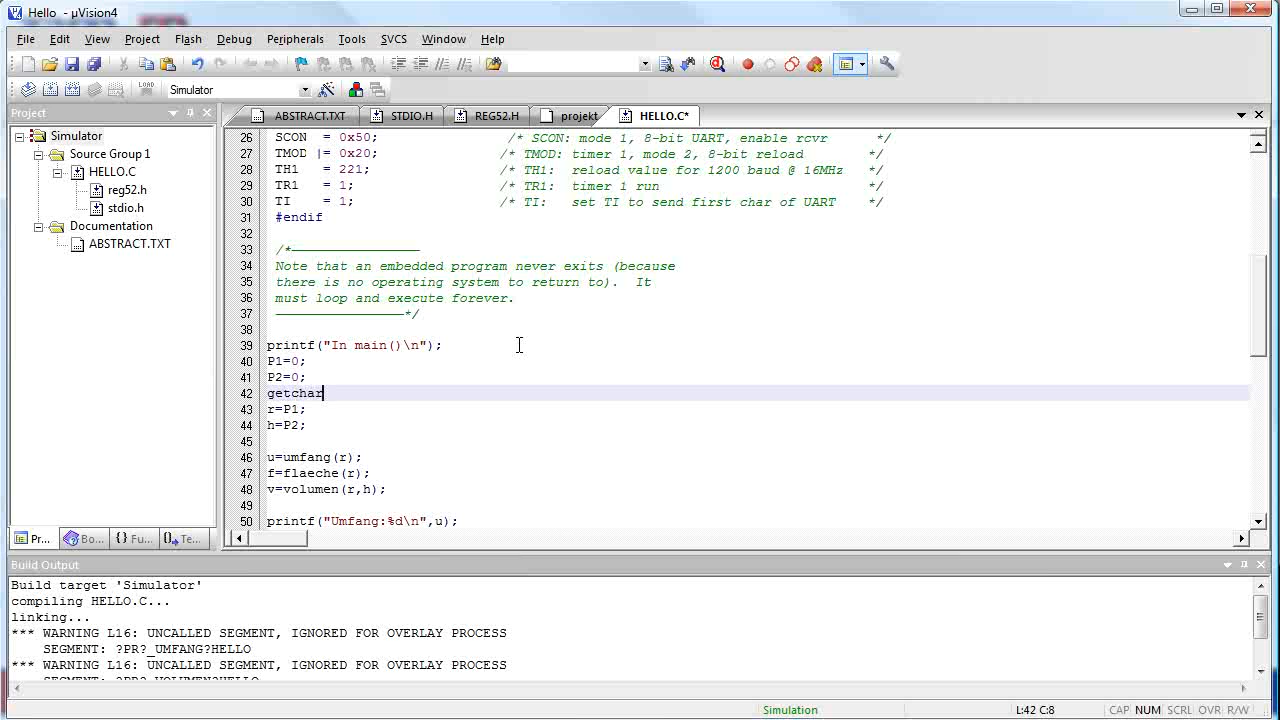 Hello - µVision4
File Edit View Project Flash Debug Peripherals Tools SVCS Window Help
LOAD Simulator
Project
Simulator
Source Group 1
HELLO.C
reg52.h
stdio.h
Documentation
ABSTRACT.TXT
Pr... Bo... {} Fu... Te...
ABSTRACT.TXT STDIO.H REG52.H projekt HELLO.C*
26 SCON = 0x50; /* SCON: mode 1, 8-bit UART, enable rcvr */
27 TMOD |= 0x20; /* TMOD: timer 1, mode 2, 8-bit reload */
28 TH1 = 221; /* TH1: reload value for 1200 baud @ 16MHz */
29 TR1 = 1; /* TR1: timer 1 run */
30 TI = 1; /* TI: set TI to send first char of UART */
31 #endif
32
33 /*------------------------------------------------
34 Note that an embedded program never exits (because
35 there is no operating system to return to). It
36 must loop and execute forever.
37 ------------------------------------------------*/
38
39 printf("In main()\n");
40 P1=0;
41 P2=0;
42 getchar
43 r=P1;
44 h=P2;
45
46 u=umfang(r);
47 f=flaeche(r);
48 v=volumen(r,h);
49
50 printf("Umfang:%d\n",u);
Build Output
Build target 'Simulator'
compiling HELLO.C...
linking...
*** WARNING L16: UNCALLED SEGMENT, IGNORED FOR OVERLAY PROCESS
SEGMENT: ?PR?_UMFANG?HELLO
*** WARNING L16: UNCALLED SEGMENT, IGNORED FOR OVERLAY PROCESS
SEGMENT: ?PR?_VOLUMEN?HELLO
Simulation L:42 C:8 CAP NUM SCRL OVR R/W